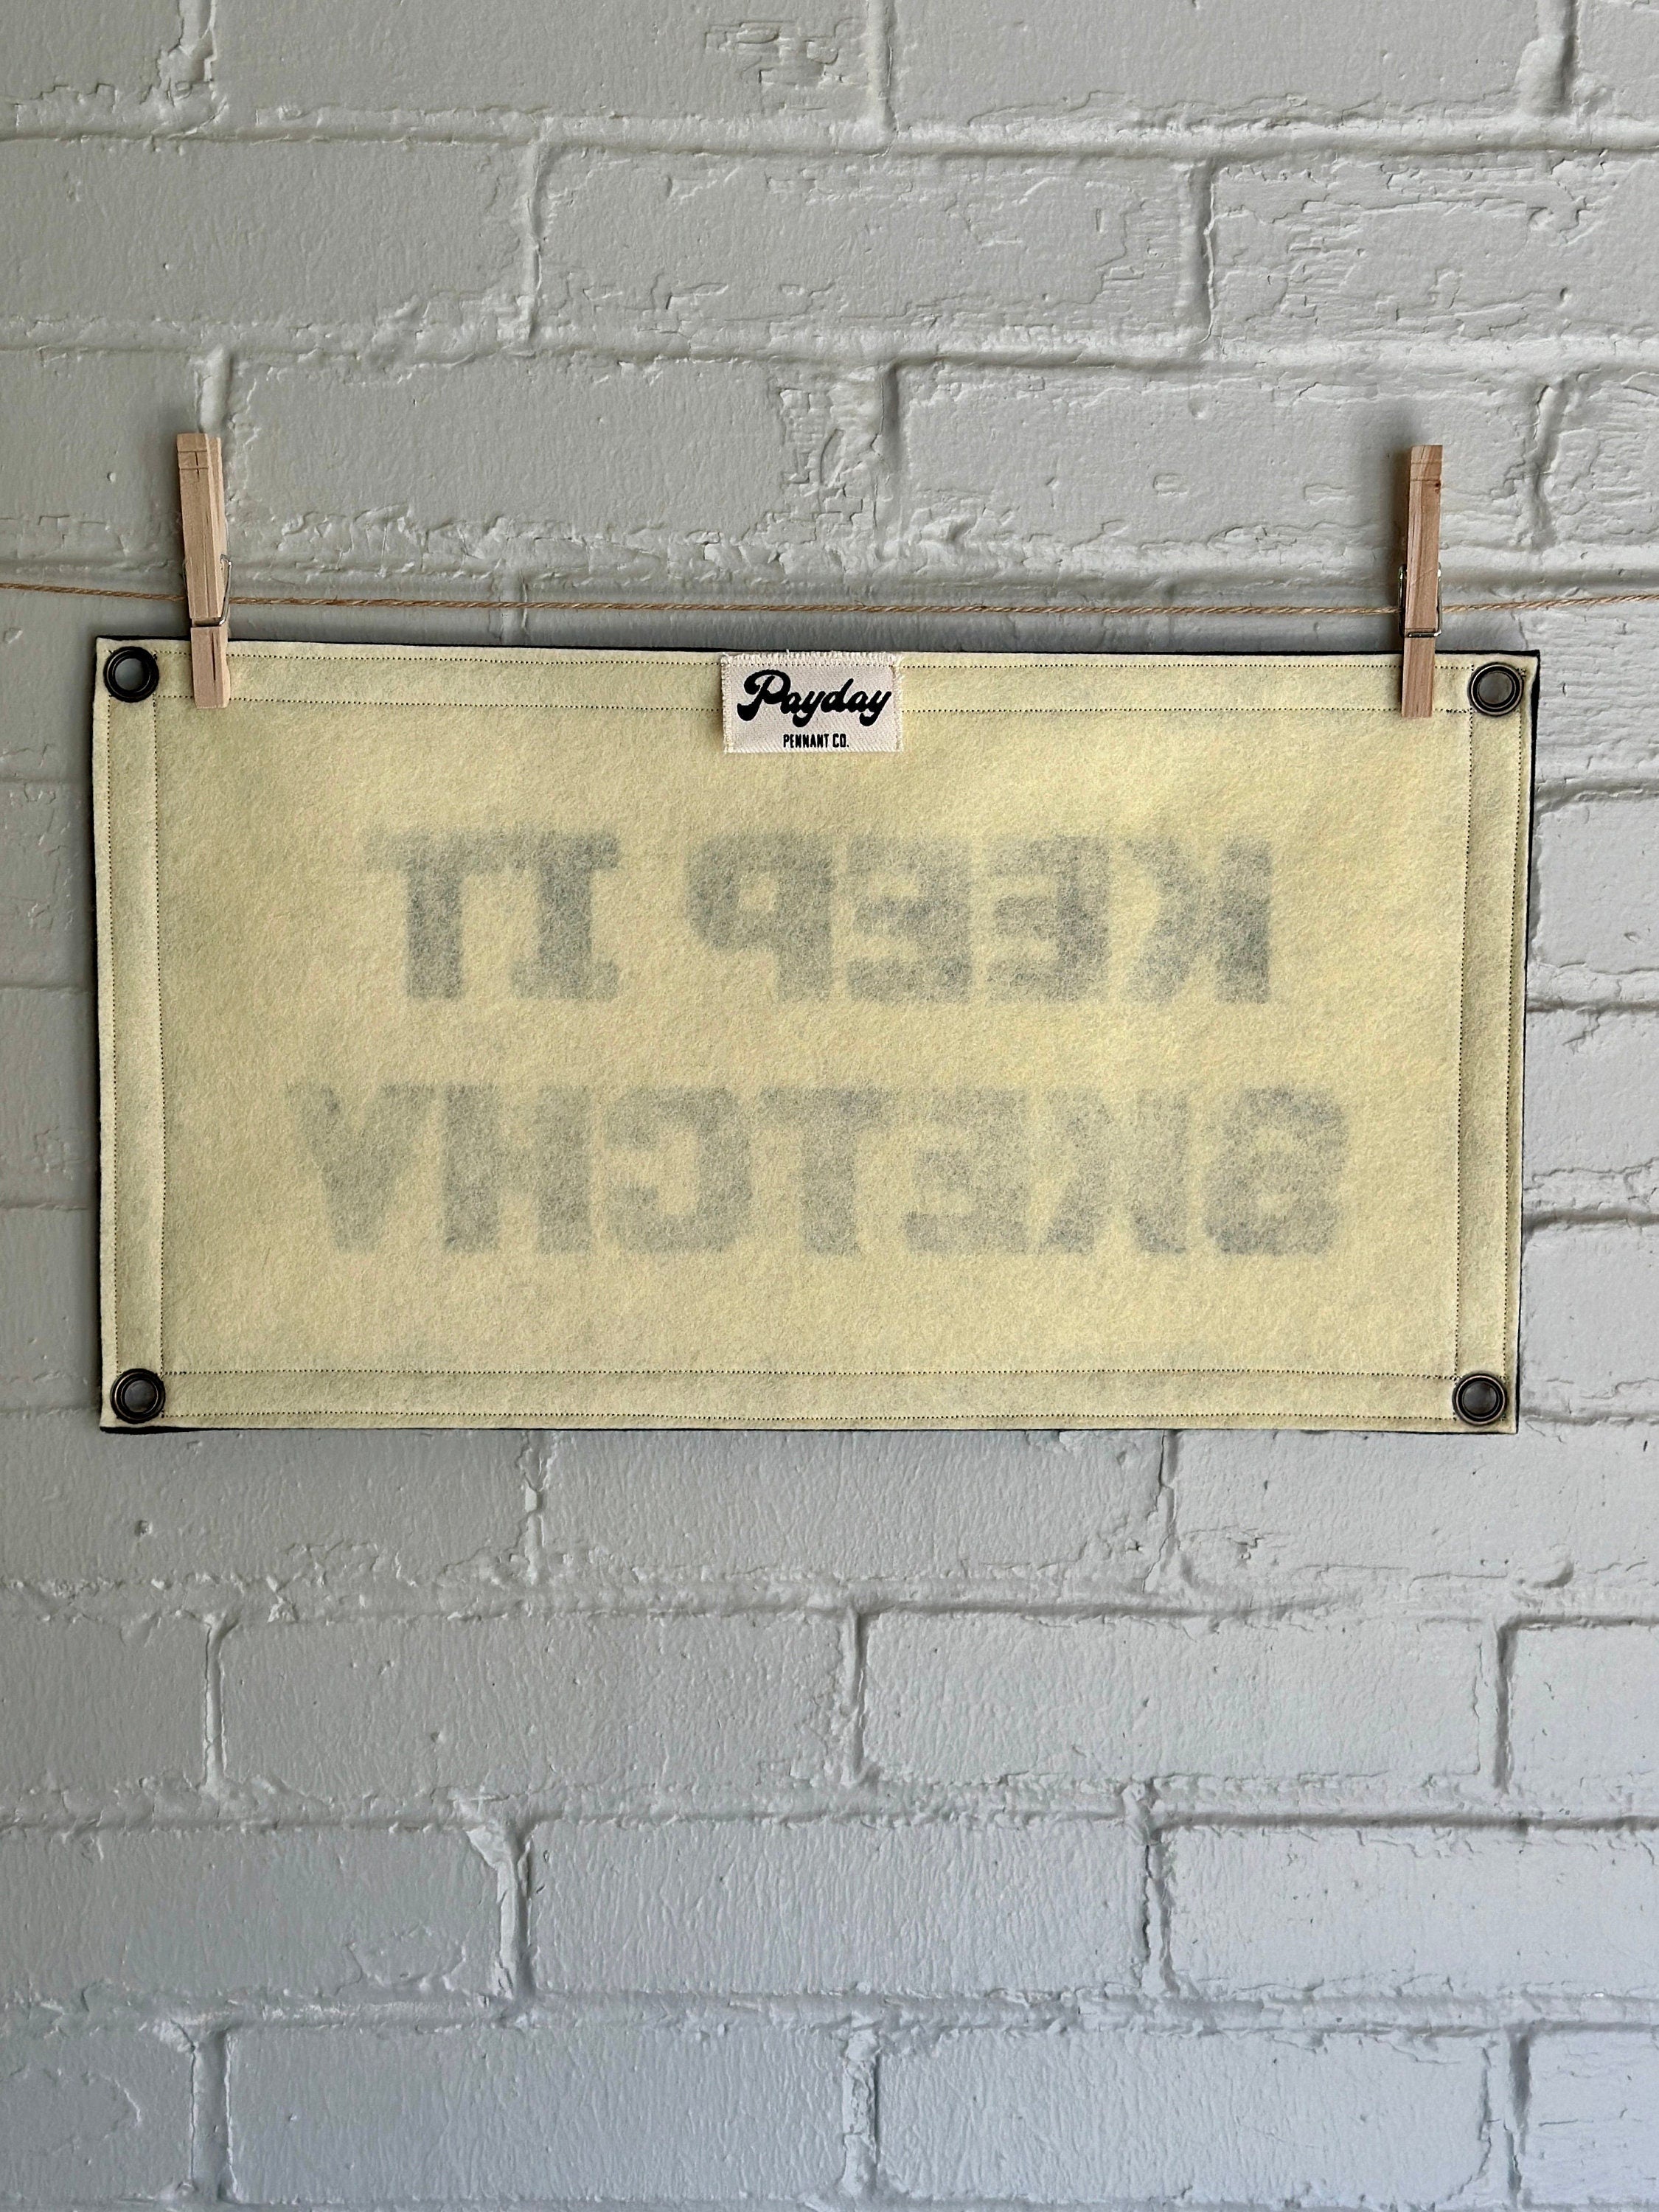 Payday
PENNANT CO.
KEEP IT
SKETCHY